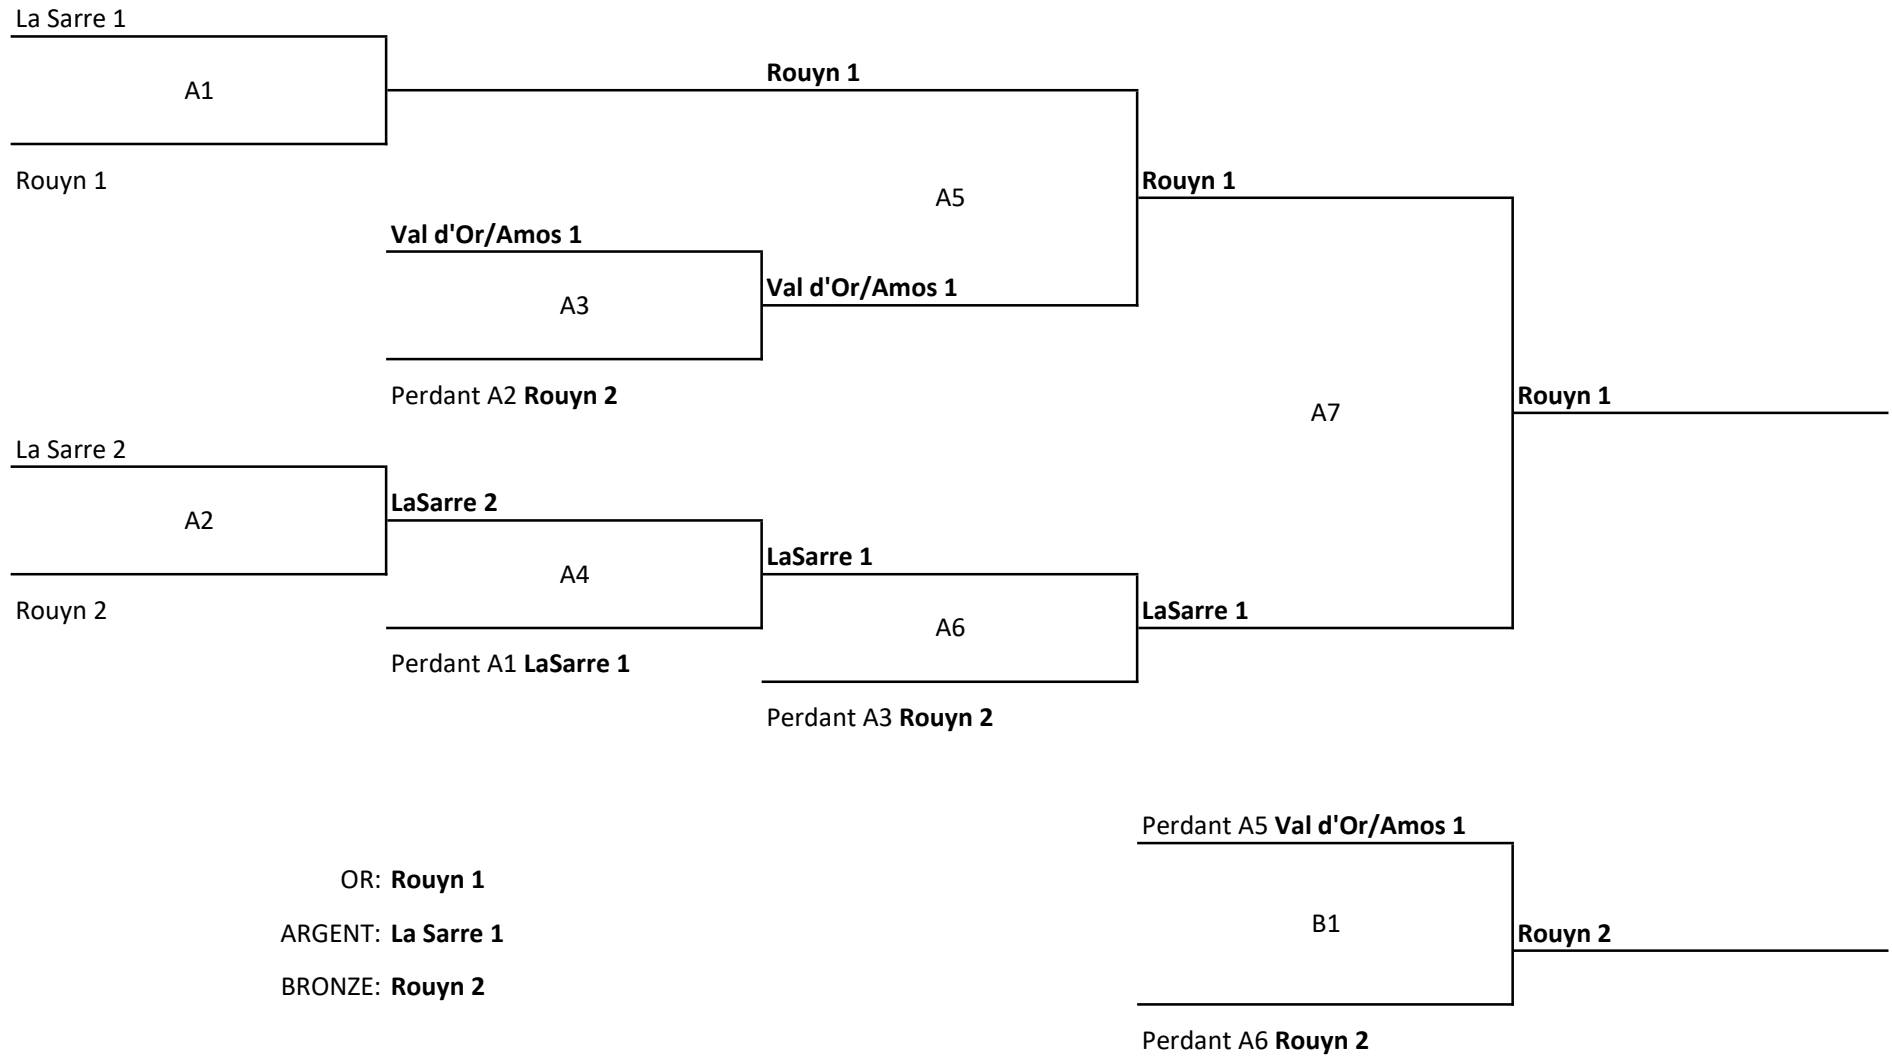 La Sarre 1
Rouyn 1
A1
Rouyn 1
Rouyn 1
A5
Val d'Or/Amos 1
Val d'Or/Amos 1
A3
Perdant A2 Rouyn 2
Rouyn 1
A7
La Sarre 2
LaSarre 2
A2
LaSarre 1
A4
Rouyn 2
LaSarre 1
A6
Perdant A1 LaSarre 1
Perdant A3 Rouyn 2
Perdant A5 Val d'Or/Amos 1
OR: Rouyn 1
B1
ARGENT: La Sarre 1
Rouyn 2
BRONZE: Rouyn 2
Perdant A6 Rouyn 2